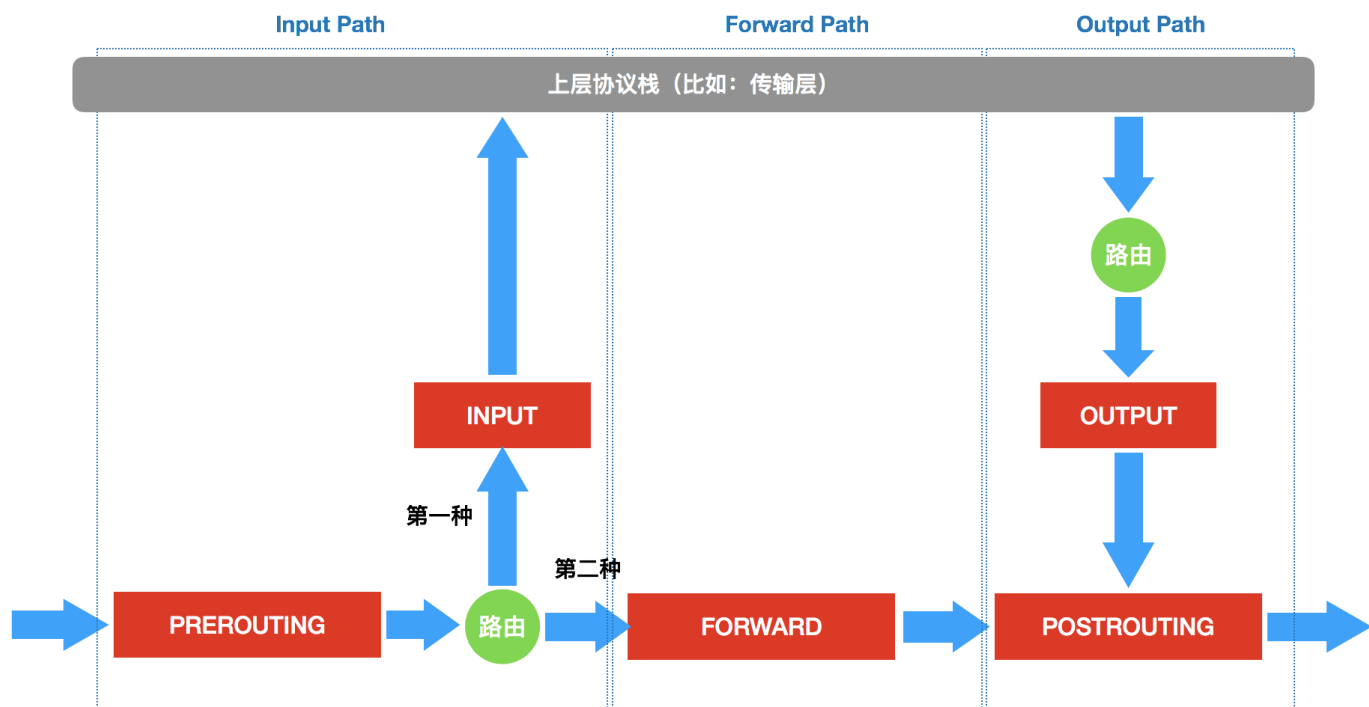 Input Path
Forward Path
Output Path
上层协议栈（比如：传输层）
路由
INPUT
OUTPUT
第一种
第二种
PREROUTING
路由
FORWARD
POSTROUTING